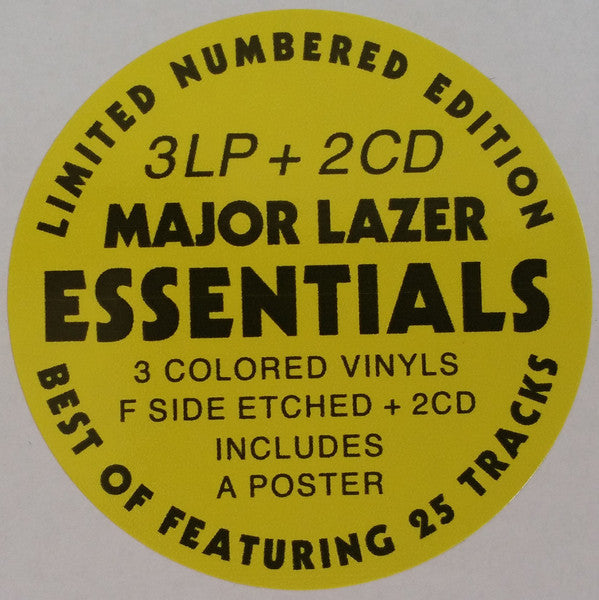 LIMITED NUMBERED EDITION
3LP + 2CD
MAJOR LAZER
ESSENTIALS
3 COLORED VINYLS
F SIDE ETCHED + 2CD
INCLUDES
A POSTER
BEST OF FEATURING 25 TRACKS